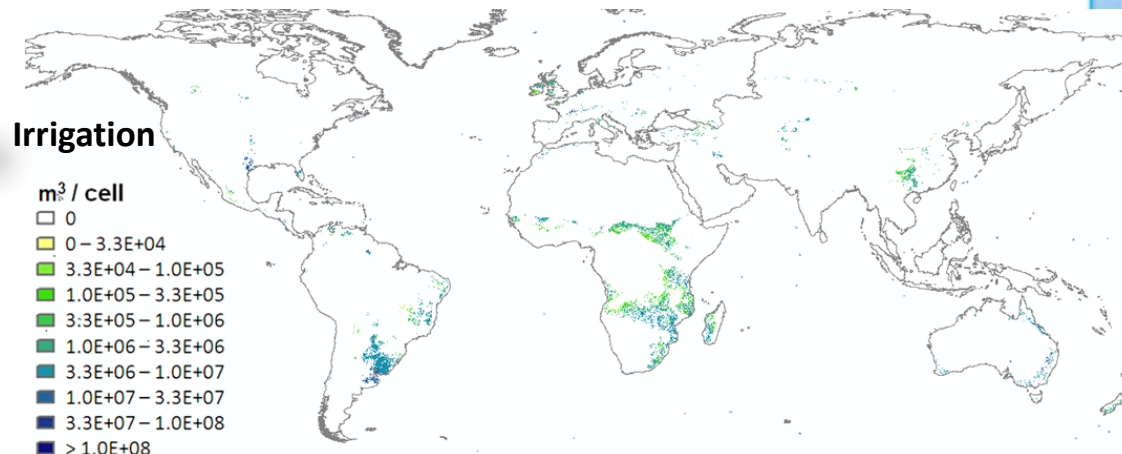 Irrigation
m³ / cell
0
0 – 3.3E+04
3.3E+04 – 1.0E+05
1.0E+05 – 3.3E+05
3.3E+05 – 1.0E+06
1.0E+06 – 3.3E+06
3.3E+06 – 1.0E+07
1.0E+07 – 3.3E+07
3.3E+07 – 1.0E+08
> 1.0E+08